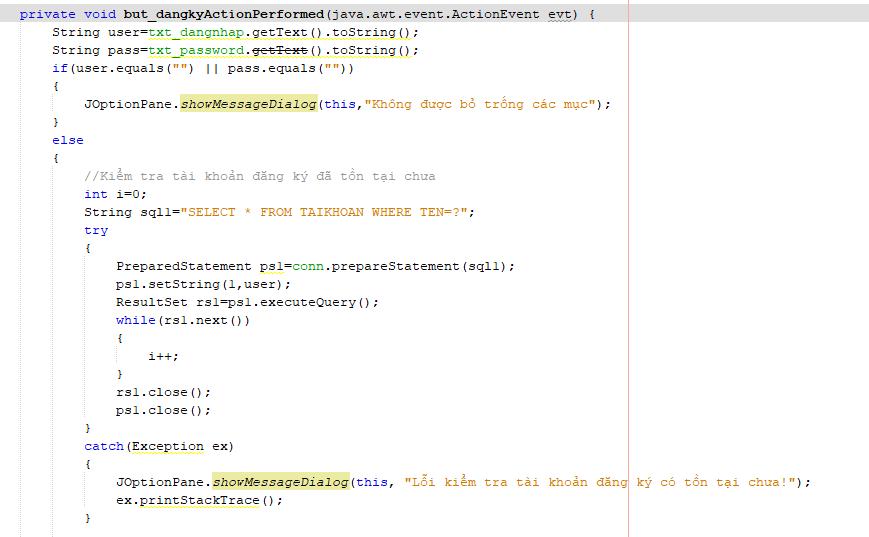 private void but_dangkyActionPerformed(java.awt.event.ActionEvent evt) {
String user=txt_dangnhap.getText().toString();
String pass=txt_password.getText().toString();
if(user.equals("") || pass.equals(""))
{
JOptionPane.showMessageDialog(this,"Không được bỏ trống các mục");
}
else
{
//Kiểm tra tài khoản đăng ký đã tồn tại chưa
int i=0;
String sql1="SELECT * FROM TAIKHOAN WHERE TEN=?";
try
{
PreparedStatement ps1=conn.prepareStatement(sql1);
ps1.setString(1,user);
ResultSet rs1=ps1.executeQuery();
while(rs1.next())
{
i++;
}
rs1.close();
ps1.close();
}
catch(Exception ex)
{
JOptionPane.showMessageDialog(this, "Lỗi kiểm tra tài khoản đăng ký có tồn tại chưa!");
ex.printStackTrace();
}